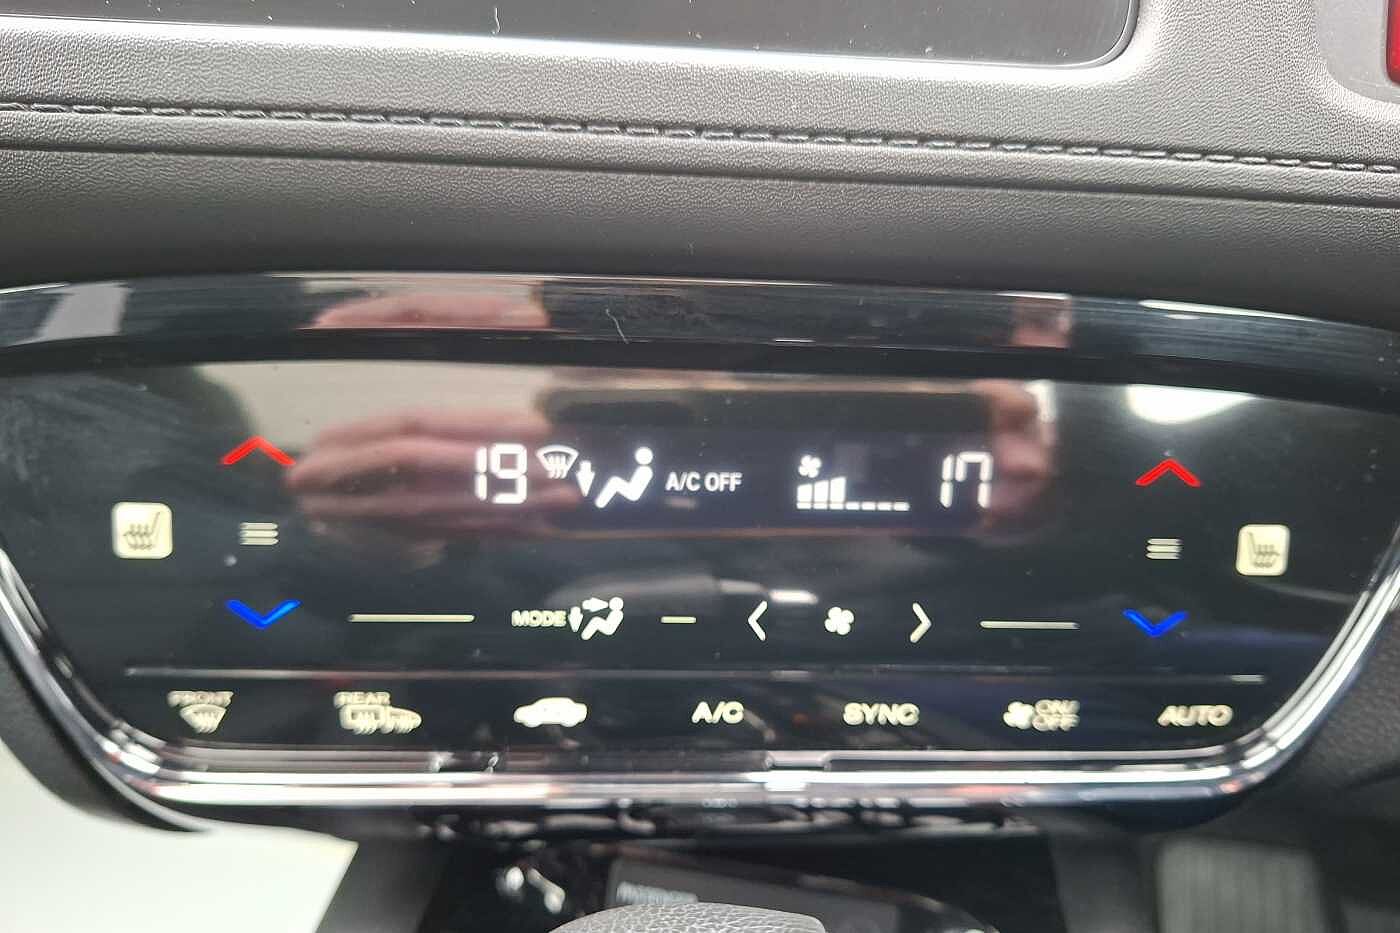 19 A/C OFF 17
MODE
FRONT REAR
A/C SYNC ON/OFF AUTO